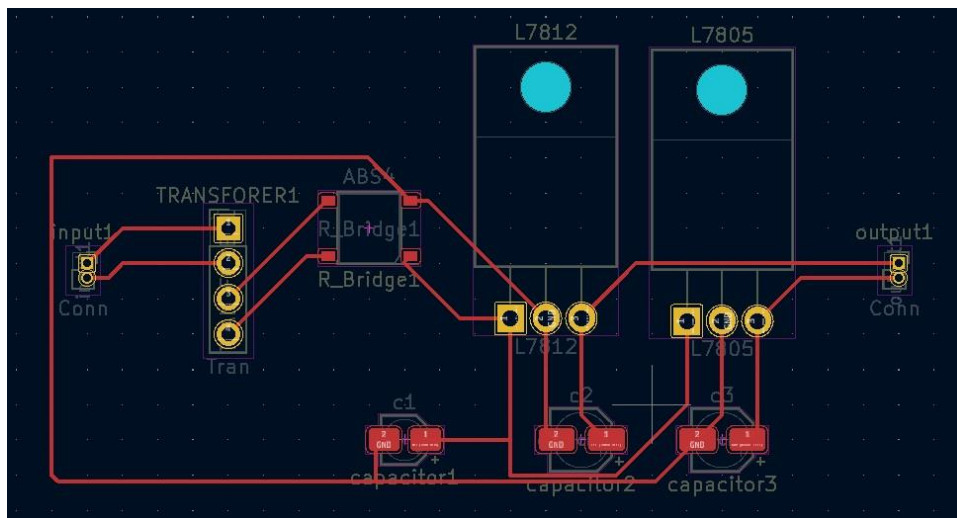 L7812
L7805
ABS4
TRANSFORER1
input1
R_Bridge1
output1
R_Bridge1
Conn
Conn
L7812
L7805
Tran
c1
c2
c3
2
GND
1
2
GND
1
2
GND
1
+
+
+
capacitor1
capacitor2
capacitor3